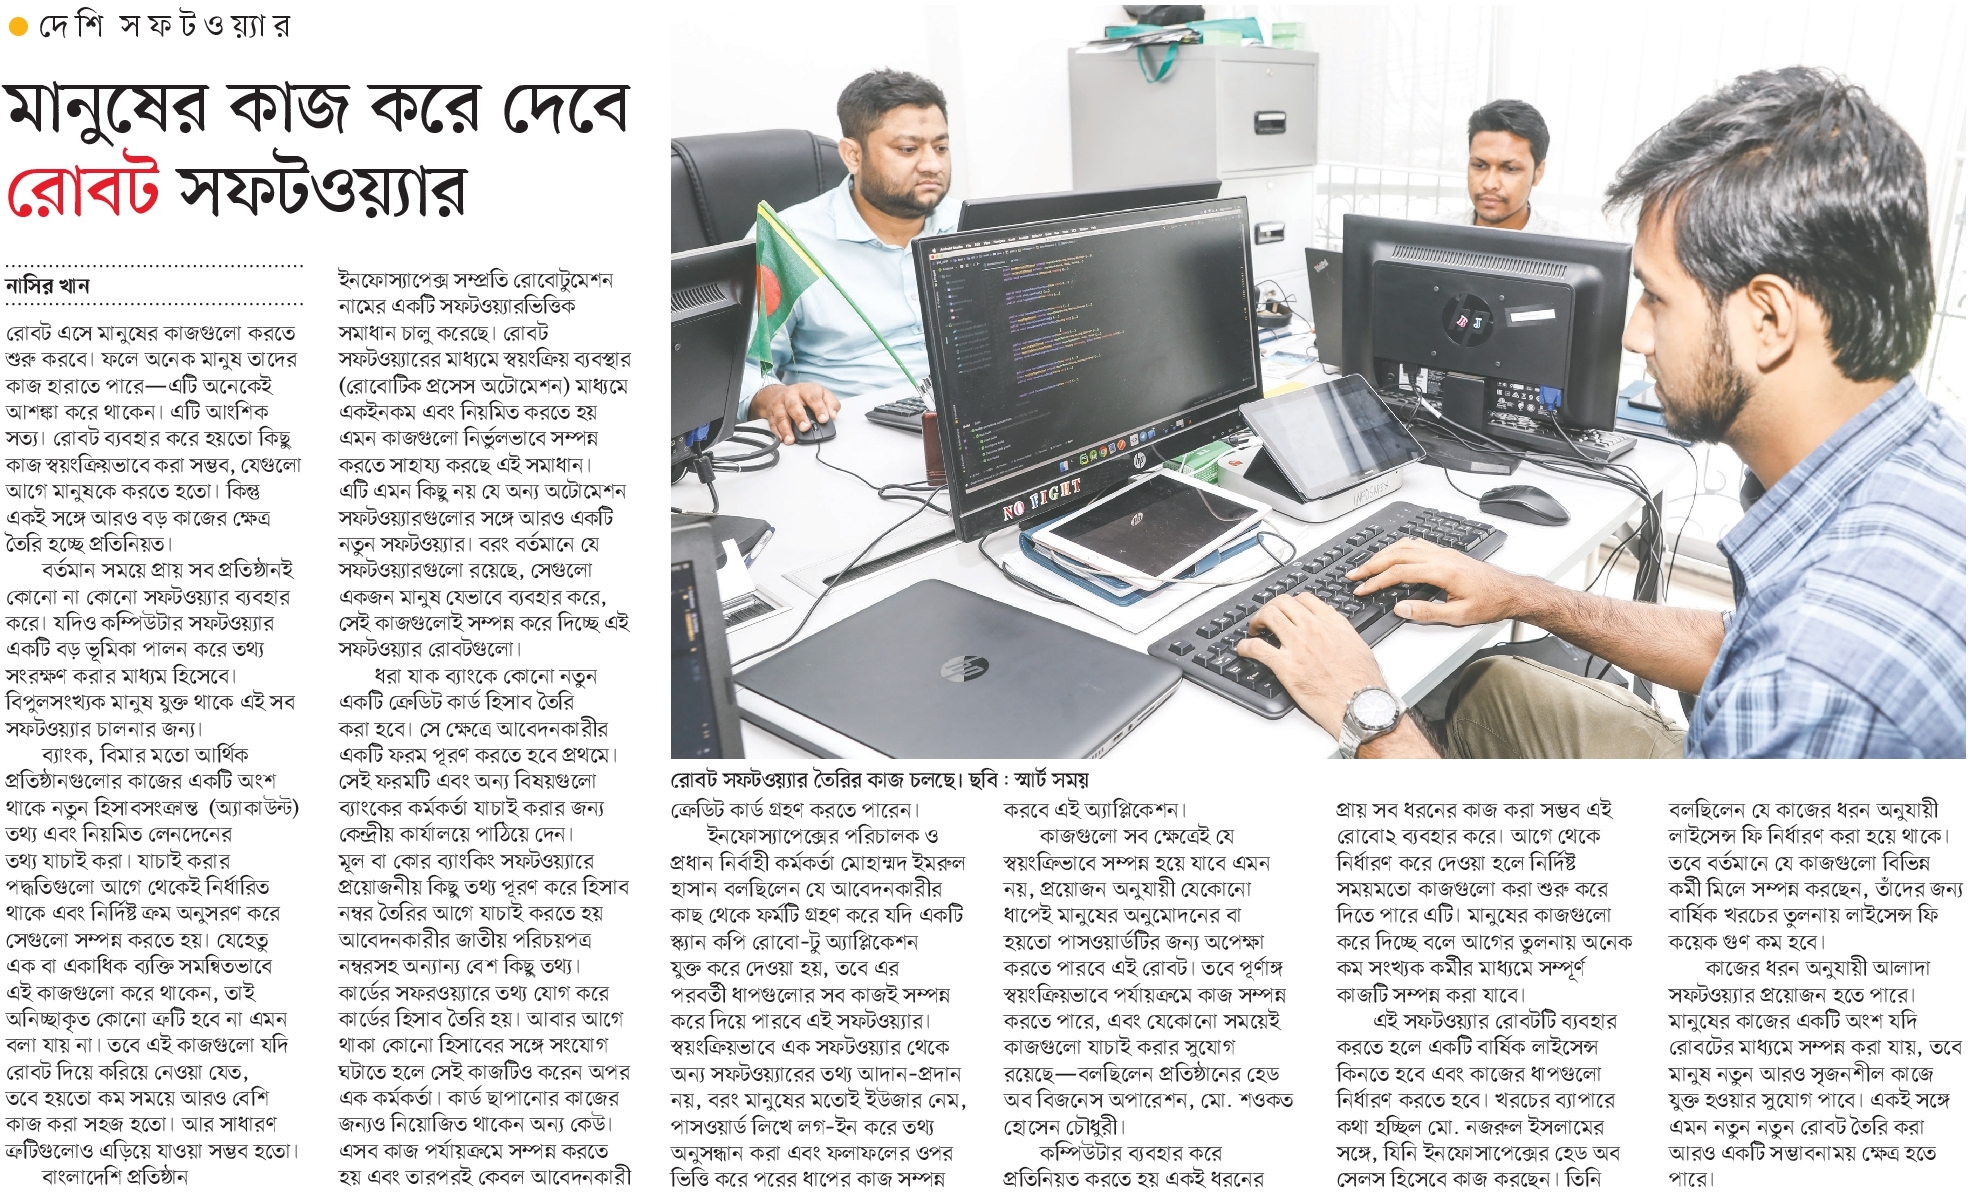 দেশি সফটওয়্যার
মানুষের কাজ করে দেবে
রোবট সফটওয়্যার
নাসির খান
রোবট এসে মানুষের কাজগুলো করতে
শুরু করবে। ফলে অনেক মানুষ তাদের
কাজ হারাতে পারে—এটি অনেকেই
আশঙ্কা করে থাকেন। এটি আংশিক
সত্য। রোবট ব্যবহার করে হয়তো কিছু
কাজ স্বয়ংক্রিয়ভাবে করা সম্ভব, যেগুলো
আগে মানুষকে করতে হতো। কিন্তু
একই সঙ্গে আরও বড় কাজের ক্ষেত্র
তৈরি হচ্ছে প্রতিনিয়ত।
বর্তমান সময়ে প্রায় সব প্রতিষ্ঠানই
কোনো না কোনো সফটওয়্যার ব্যবহার
করে। যদিও কম্পিউটার সফটওয়্যার
একটি বড় ভূমিকা পালন করে তথ্য
সংরক্ষণ করার মাধ্যম হিসেবে।
বিপুলসংখ্যক মানুষ যুক্ত থাকে এই সব
সফটওয়্যার চালনার জন্য।
ব্যাংক, বিমার মতো আর্থিক
প্রতিষ্ঠানগুলোর কাজের একটি অংশ
থাকে নতুন হিসাবসংক্রান্ত (অ্যাকাউন্ট)
তথ্য এবং নিয়মিত লেনদেনের
তথ্য যাচাই করা। যাচাই করার
পদ্ধতিগুলো আগে থেকেই নির্ধারিত
থাকে এবং নির্দিষ্ট ক্রম অনুসরণ করে
সেগুলো সম্পন্ন করতে হয়। যেহেতু
এক বা একাধিক ব্যক্তি সমন্বিতভাবে
এই কাজগুলো করে থাকেন, তাই
অনিচ্ছাকৃত কোনো ত্রুটি হবে না এমন
বলা যায় না। তবে এই কাজগুলো যদি
রোবট দিয়ে করিয়ে নেওয়া যেত,
তবে হয়তো কম সময়ে আরও বেশি
কাজ করা সহজ হতো। আর সাধারণ
ত্রুটিগুলোও এড়িয়ে যাওয়া সম্ভব হতো।
বাংলাদেশি প্রতিষ্ঠান
ইনফোস্যাপেক্স সম্প্রতি রোবোটুমেশন
নামের একটি সফটওয়্যারভিত্তিক
সমাধান চালু করেছে। রোবট
সফটওয়্যারের মাধ্যমে স্বয়ংক্রিয় ব্যবস্থার
(রোবোটিক প্রসেস অটোমেশন) মাধ্যমে
একইনকম এবং নিয়মিত করতে হয়
এমন কাজগুলো নির্ভুলভাবে সম্পন্ন
করতে সাহায্য করছে এই সমাধান।
এটি এমন কিছু নয় যে অন্য অটোমেশন
সফটওয়্যারগুলোর সঙ্গে আরও একটি
নতুন সফটওয়্যার। বরং বর্তমানে যে
সফটওয়্যারগুলো রয়েছে, সেগুলো
একজন মানুষ যেভাবে ব্যবহার করে,
সেই কাজগুলোই সম্পন্ন করে দিচ্ছে এই
সফটওয়্যার রোবটগুলো।
ধরা যাক ব্যাংকে কোনো নতুন
একটি ক্রেডিট কার্ড হিসাব তৈরি
করা হবে। সে ক্ষেত্রে আবেদনকারীর
একটি ফরম পূরণ করতে হবে প্রথমে।
সেই ফরমটি এবং অন্য বিষয়গুলো
ব্যাংকের কর্মকর্তা যাচাই করার জন্য
কেন্দ্রীয় কার্যালয়ে পাঠিয়ে দেন।
মূল বা কোর ব্যাংকিং সফটওয়্যারে
প্রয়োজনীয় কিছু তথ্য পূরণ করে হিসাব
নম্বর তৈরির আগে যাচাই করতে হয়
আবেদনকারীর জাতীয় পরিচয়পত্র
নম্বরসহ অন্যান্য বেশ কিছু তথ্য।
কার্ডের সফরওয়্যারে তথ্য যোগ করে
কার্ডের হিসাব তৈরি হয়। আবার আগে
থাকা কোনো হিসাবের সঙ্গে সংযোগ
ঘটাতে হলে সেই কাজটিও করেন অপর
এক কর্মকর্তা। কার্ড ছাপানোর কাজের
জন্যও নিয়োজিত থাকেন অন্য কেউ।
এসব কাজ পর্যায়ক্রমে সম্পন্ন করতে
হয় এবং তারপরই কেবল আবেদনকারী
NO FIGHT
hp
রোবট সফটওয়্যার তৈরির কাজ চলছে। ছবি : স্মার্ট সময়
ক্রেডিট কার্ড গ্রহণ করতে পারেন।
ইনফোস্যাপেক্সের পরিচালক ও
প্রধান নির্বাহী কর্মকর্তা মোহাম্মদ ইমরুল
হাসান বলছিলেন যে আবেদনকারীর
কাছ থেকে ফর্মটি গ্রহণ করে যদি একটি
স্ক্যান কপি রোবো-টু অ্যাপ্লিকেশন
যুক্ত করে দেওয়া হয়, তবে এর
পরবর্তী ধাপগুলোর সব কাজই সম্পন্ন
করে দিয়ে পারবে এই সফটওয়্যার।
স্বয়ংক্রিয়ভাবে এক সফটওয়্যার থেকে
অন্য সফটওয়্যারের তথ্য আদান-প্রদান
নয়, বরং মানুষের মতোই ইউজার নেম,
পাসওয়ার্ড লিখে লগ-ইন করে তথ্য
অনুসন্ধান করা এবং ফলাফলের ওপর
ভিত্তি করে পরের ধাপের কাজ সম্পন্ন
করবে এই অ্যাপ্লিকেশন।
কাজগুলো সব ক্ষেত্রেই যে
স্বয়ংক্রিভাবে সম্পন্ন হয়ে যাবে এমন
নয়, প্রয়োজন অনুযায়ী যেকোনো
ধাপেই মানুষের অনুমোদনের বা
হয়তো পাসওয়ার্ডটির জন্য অপেক্ষা
করতে পারবে এই রোবট। তবে পূর্ণাঙ্গ
স্বয়ংক্রিয়ভাবে পর্যায়ক্রমে কাজ সম্পন্ন
করতে পারে, এবং যেকোনো সময়েই
কাজগুলো যাচাই করার সুযোগ
রয়েছে—বলছিলেন প্রতিষ্ঠানের হেড
অব বিজনেস অপারেশন, মো. শওকত
হোসেন চৌধুরী।
কম্পিউটার ব্যবহার করে
প্রতিনিয়ত করতে হয় একই ধরনের
প্রায় সব ধরনের কাজ করা সম্ভব এই
রোবো২ ব্যবহার করে। আগে থেকে
নির্ধারণ করে দেওয়া হলে নির্দিষ্ট
সময়মতো কাজগুলো করা শুরু করে
দিতে পারে এটি। মানুষের কাজগুলো
করে দিচ্ছে বলে আগের তুলনায় অনেক
কম সংখ্যক কর্মীর মাধ্যমে সম্পূর্ণ
কাজটি সম্পন্ন করা যাবে।
এই সফটওয়্যার রোবটটি ব্যবহার
করতে হলে একটি বার্ষিক লাইসেন্স
কিনতে হবে এবং কাজের ধাপগুলো
নির্ধারণ করতে হবে। খরচের ব্যাপারে
কথা হচ্ছিল মো. নজরুল ইসলামের
সঙ্গে, যিনি ইনফোসাপেক্সের হেড অব
সেলস হিসেবে কাজ করছেন। তিনি
বলছিলেন যে কাজের ধরন অনুযায়ী
লাইসেন্স ফি নির্ধারণ করা হয়ে থাকে।
তবে বর্তমানে যে কাজগুলো বিভিন্ন
কর্মী মিলে সম্পন্ন করছেন, তাঁদের জন্য
বার্ষিক খরচের তুলনায় লাইসেন্স ফি
কয়েক গুণ কম হবে।
কাজের ধরন অনুযায়ী আলাদা
সফটওয়্যার প্রয়োজন হতে পারে।
মানুষের কাজের একটি অংশ যদি
রোবটের মাধ্যমে সম্পন্ন করা যায়, তবে
মানুষ নতুন আরও সৃজনশীল কাজে
যুক্ত হওয়ার সুযোগ পাবে। একই সঙ্গে
এমন নতুন নতুন রোবট তৈরি করা
আরও একটি সম্ভাবনাময় ক্ষেত্র হতে
পারে।